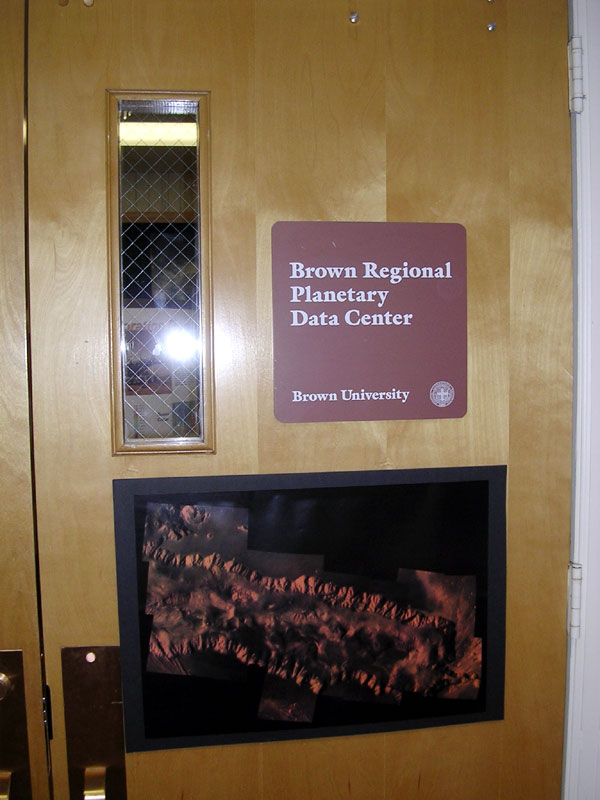 Brown Regional
Planetary
Data Center
Brown University